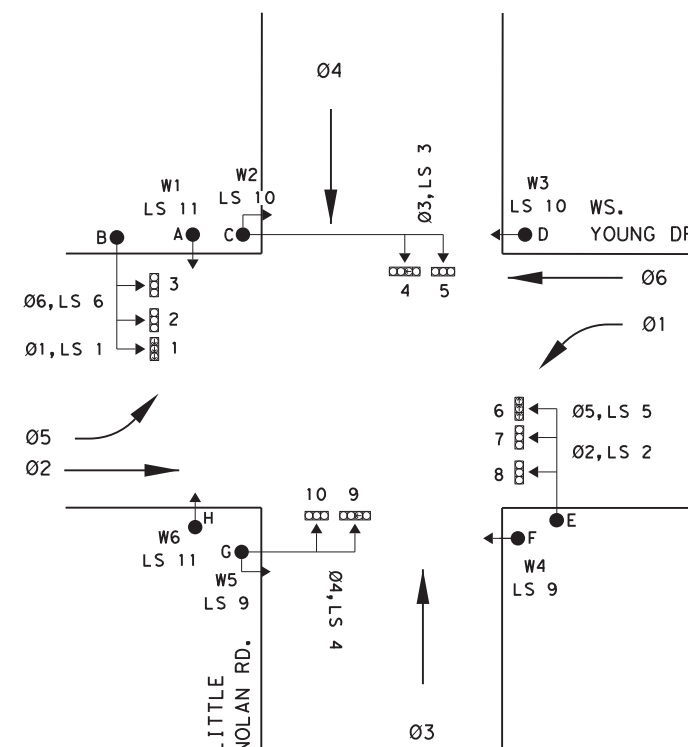 Ø4
Ø3,LS 3
W1
LS 11
W2
LS 10
W3
LS 10
WS.
YOUNG DR
B
A
C
D
3
Ø6,LS 6
2
Ø1,LS 1
1
4
5
Ø6
Ø1
6
Ø5,LS 5
7
Ø2,LS 2
8
Ø5
Ø2
10
9
H
W6
LS 11
G
W5
LS 9
E
F
W4
LS 9
Ø4,LS 4
LITTLE
NOLAN RD.
Ø3